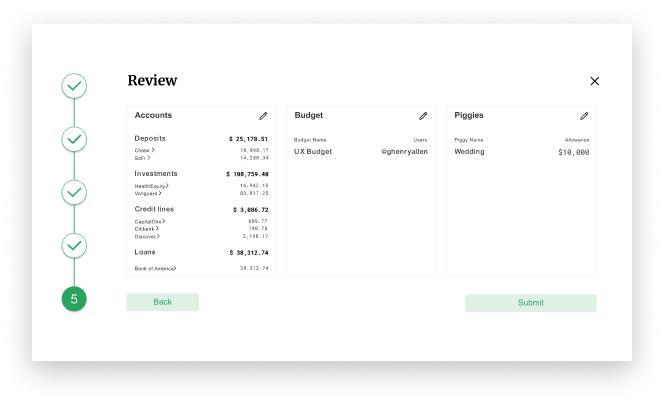 Review
Accounts
Deposits $ 25,178.51
Chase > 10,898.17
SoFi > 14,280.34
Investments $ 100,759.40
HealthEquity> 16,942.15
Vanguard > 83,817.25
Credit lines $ 3,086.72
CapitalOne> 689.77
Citibank > 198.78
Discover > 2,198.17
Loans $ 38,312.74
Bank of America> 38,312.74
Budget
Budget Name Users
UX Budget @ghenryallen
Piggies
Piggy Name Allowance
Wedding $10,000
5
Back
Submit